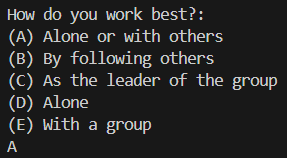 How do you work best?:
(A) Alone or with others
(B) By following others
(C) As the leader of the group
(D) Alone
(E) With a group
A